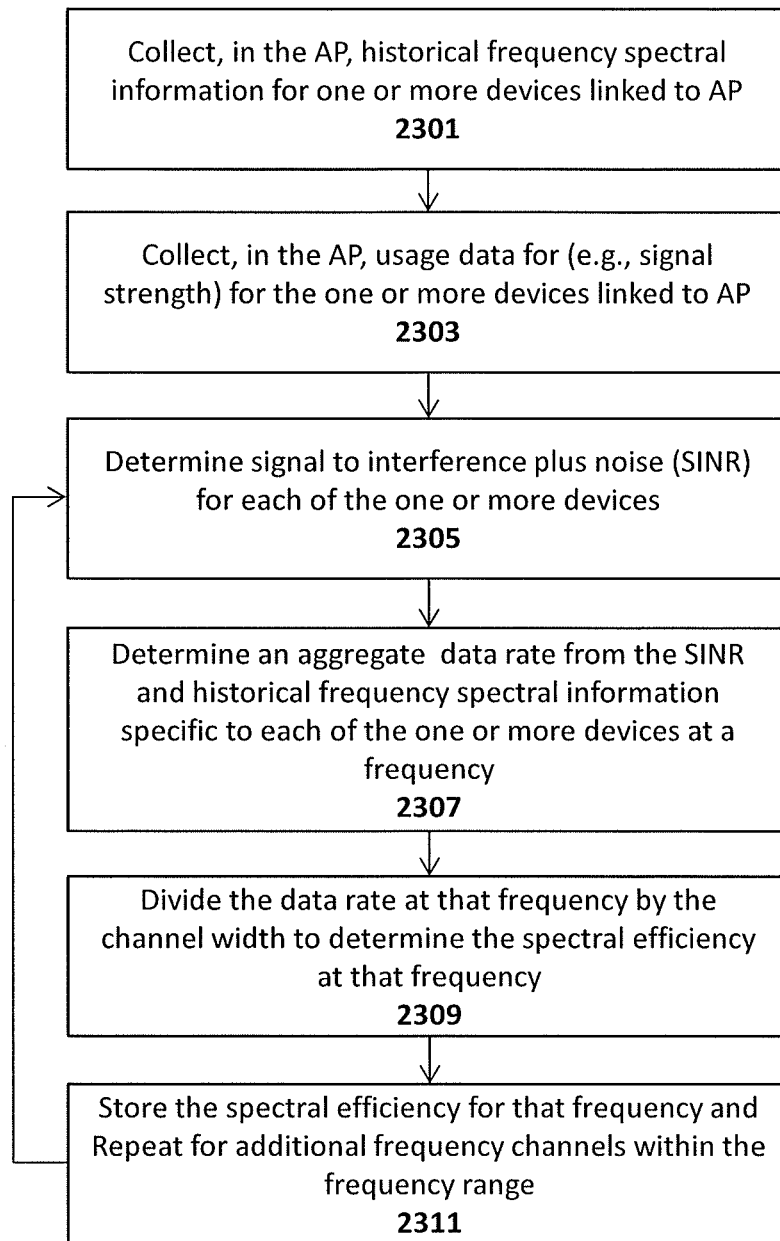 Collect, in the AP, historical frequency spectral
information for one or more devices linked to AP
2301
Collect, in the AP, usage data for (e.g., signal
strength) for the one or more devices linked to AP
2303
Determine signal to interference plus noise (SINR)
for each of the one or more devices
2305
Determine an aggregate data rate from the SINR
and historical frequency spectral information
specific to each of the one or more devices at a
frequency
2307
Divide the data rate at that frequency by the
channel width to determine the spectral efficiency
at that frequency
2309
Store the spectral efficiency for that frequency and
Repeat for additional frequency channels within the
frequency range
2311